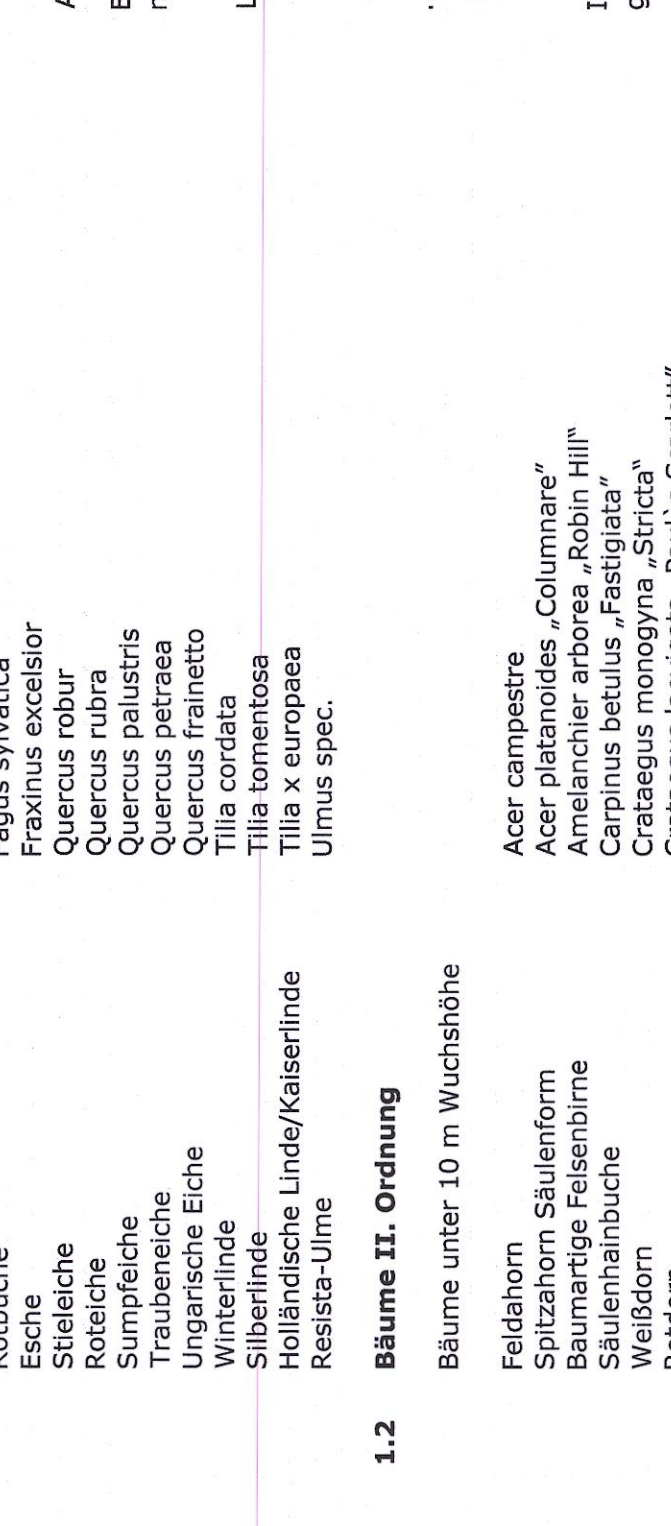 Rotbuche Fagus sylvatica
Esche Fraxinus excelsior
Stieleiche Quercus robur
Roteiche Quercus rubra
Sumpfeiche Quercus palustris
Traubeneiche Quercus petraea
Ungarische Eiche Quercus frainetto
Winterlinde Tilia cordata
Silberlinde Tilia tomentosa
Holländische Linde/Kaiserlinde Tilia x europaea
Resista-Ulme Ulmus spec.
1.2 Bäume II. Ordnung
Bäume unter 10 m Wuchshöhe
Feldahorn Acer campestre
Spitzahorn Säulenform Acer platanoides „Columnare"
Baumartige Felsenbirne Amelanchier arborea „Robin Hill"
Säulenhainbuche Carpinus betulus „Fastigiata"
Weißdorn Crataegus monogyna „Stricta"